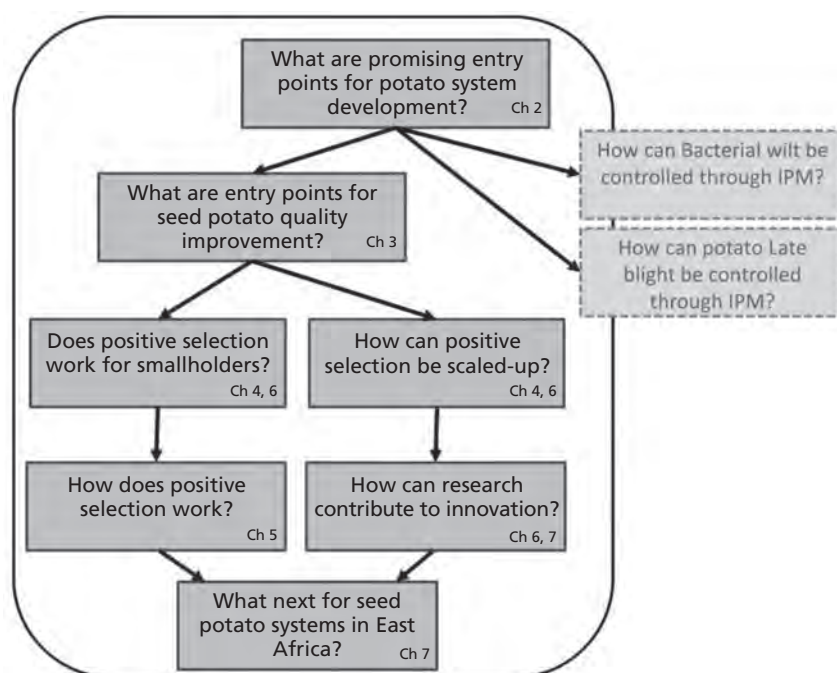 What are promising entry
points for potato system
development?
Ch 2
How can Bacterial will be
controlled through IPM?
What are entry points for
seed potato quality
improvement?
Ch 3
How can potato Late
blight be controlled
through IPM?
Does positive selection
work for smallholders?
Ch 4, 6
How can positive
selection be scaled-up?
Ch 4, 6
How does positive
selection work?
Ch 5
How can research
contribute to innovation?
Ch 6, 7
What next for seed
potato systems in East
Africa?
Ch 7